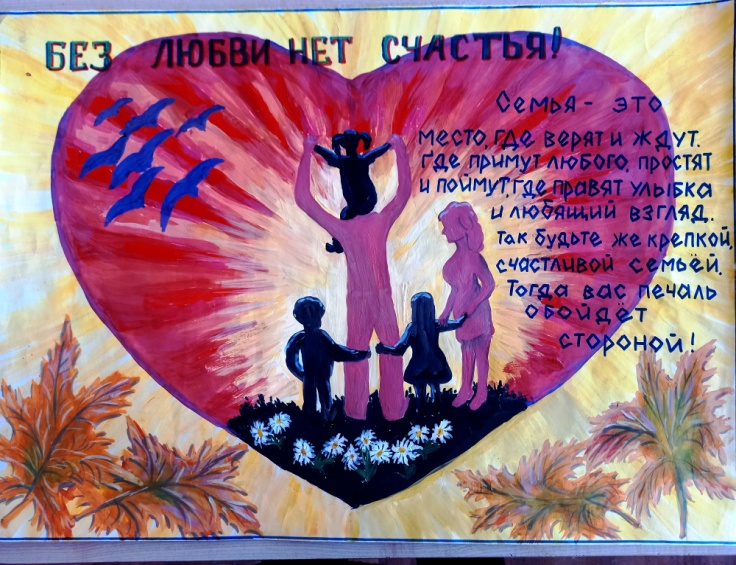 БЕЗ ЛЮБВИ НЕТ СЧАСТЬЯ!
Семья - это
место, где верят и ждут.
Где примут любого, простят
и поймут, где правят улыбка
и любящий взгляд.
Так будьте же крепкой,
счастливой семьёй.
Тогда вас печаль
обойдёт
стороной!